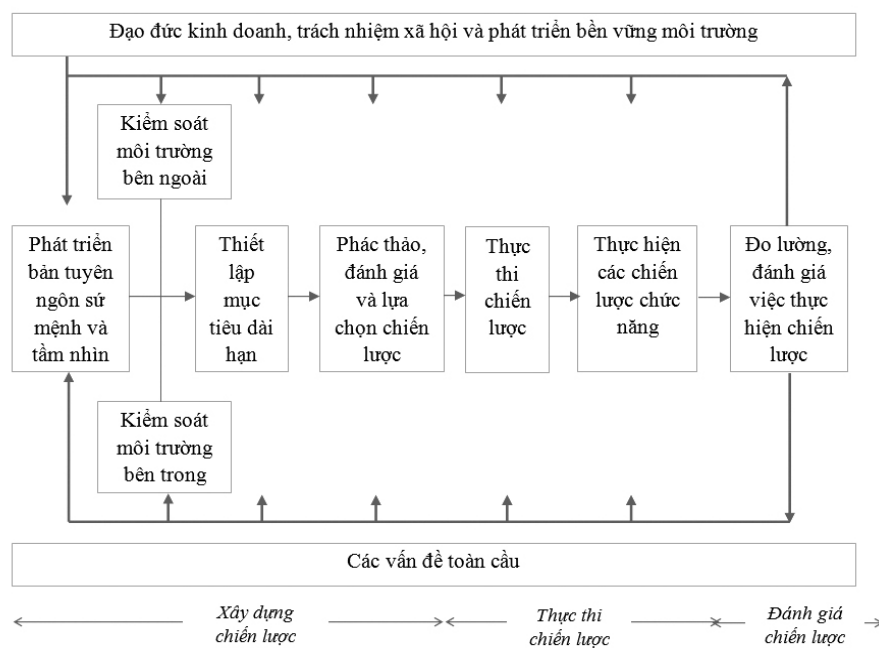 Đạo đức kinh doanh, trách nhiệm xã hội và phát triển bền vững môi trường
Kiểm soát
môi trường
bên ngoài
Phát triển
bản tuyên
ngôn sứ
mệnh và
tầm nhìn
Thiết
lập
mục
tiêu dài
hạn
Phác thảo,
đánh giá
và lựa
chọn chiến
lược
Thực
thi
chiến
lược
Thực hiện
các chiến
lược chức
năng
Đo lường,
đánh giá
việc thực
hiện chiến
lược
Kiểm soát
môi trường
bên trong
Các vấn đề toàn cầu
Xây dựng
chiến lược
Thực thi
chiến lược
Đánh giá
chiến lược